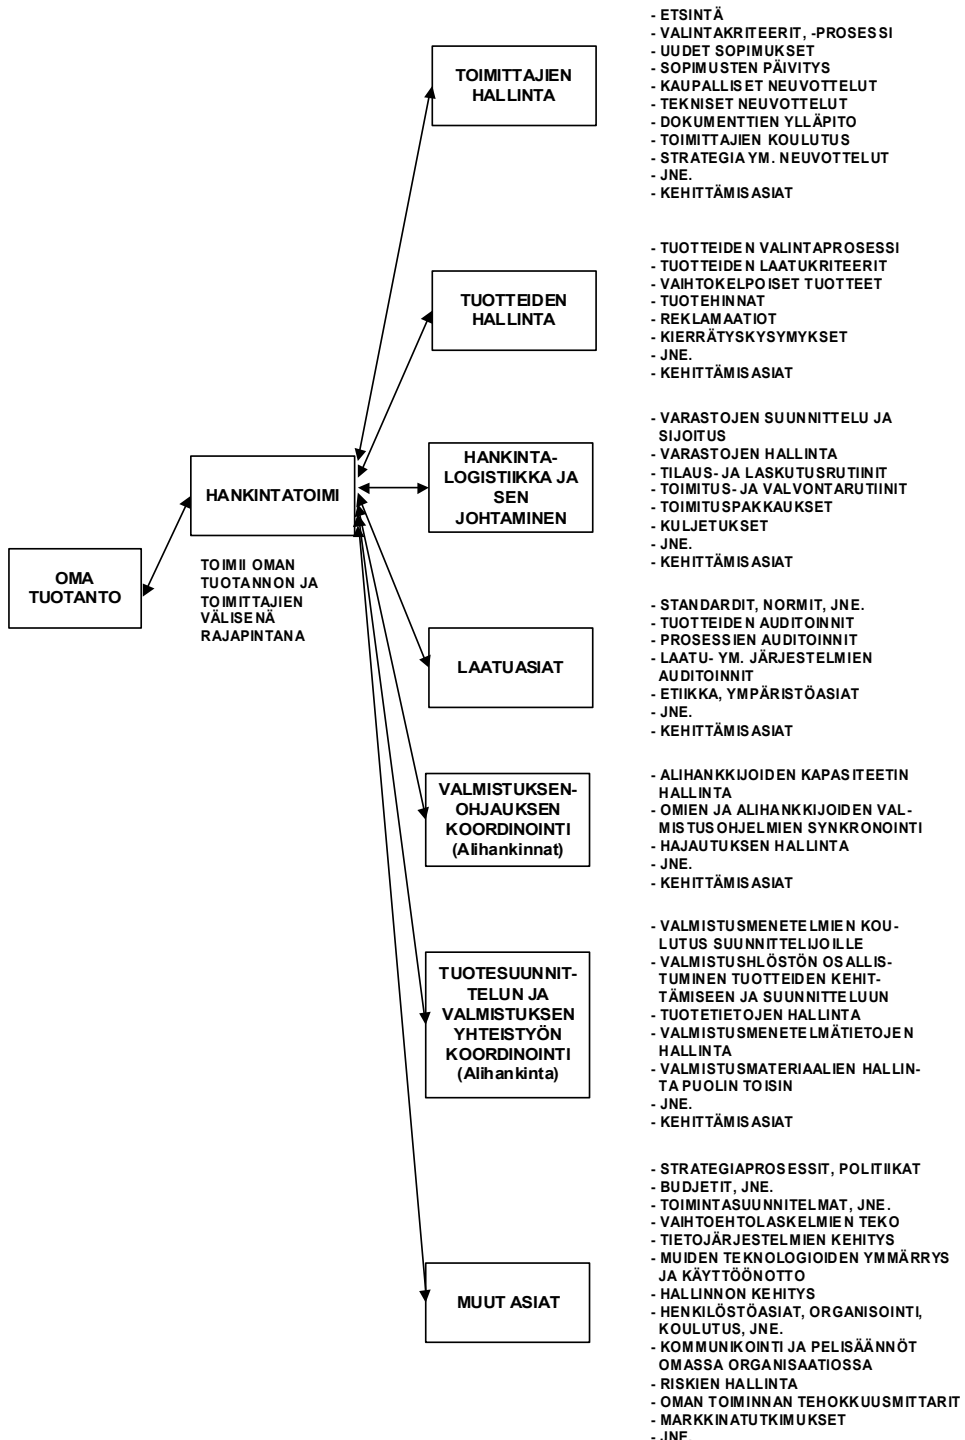 OMA
TUOTANTO
HANKINTATOIMI
TOIMII OMAN
TUOTANNON JA
TOIMITTAJIEN
VÄLISENÄ
RAJAPINTANA
TOIMITTAJIEN
HALLINTA
- ETSINTÄ
- VALINTAKRITEERIT, -PROSESSI
- UUDET SOPIMUKSET
- SOPIMUSTEN PÄIVITYS
- KAUPALLISET NEUVOTTELUT
- TEKNISET NEUVOTTELUT
- DOKUMENTTIEN YLLÄPITO
- TOIMITTAJIEN KOULUTUS
- STRATEGIA YM. NEUVOTTELUT
- JNE.
- KEHITTÄMISASIAT
TUOTTEIDEN
HALLINTA
- TUOTTEIDEN VALINTAPROSESSI
- TUOTTEIDEN LAATUKRITEERIT
- VAIHTOKELPOISET TUOTTEET
- TUOTEHINNAT
- REKLAMAATIOT
- KIERRÄTYSKYSYMYKSET
- JNE.
- KEHITTÄMISASIAT
HANKINTA-
LOGISTIIKKA JA
SEN
JOHTAMINEN
- VARASTOJEN SUUNNITTELU JA
SIJOITUS
- VARASTOJEN HALLINTA
- TILAUS- JA LASKUTUSRUTIINIT
- TOIMITUS- JA VALVONTARUTIINIT
- TOIMITUSPAKKAUKSET
- KULJETUKSET
- JNE.
- KEHITTÄMISASIAT
LAATUASIAT
- STANDARDIT, NORMIT, JNE.
- TUOTTEIDEN AUDITOINNIT
- PROSESSIEN AUDITOINNIT
- LAATU- YM. JÄRJESTELMIEN
AUDITOINNIT
- ETIIKKA, YMPÄRISTÖASIAT
- JNE.
- KEHITTÄMISASIAT
VALMISTUKSEN-
OHJAUKSEN
KOORDINOINTI
(Alihankinnat)
- ALIHANKKIJOIDEN KAPASITEETIN
HALLINTA
- OMIEN JA ALIHANKKIJOIDEN VAL-
MISTUSOHJELMIEN SYNKRONOINTI
- HAJAUTUKSEN HALLINTA
- JNE.
- KEHITTÄMISASIAT
TUOTESUUNNIT-
TELUN JA
VALMISTUKSEN
YHTEISTYÖN
KOORDINOINTI
(Alihankinta)
- VALMISTUSMENETELMIEN KOU-
LUTUS SUUNNITTELIJOILLE
- VALMISTUSHLÖSTÖN OSALLIS-
TUMINEN TUOTTEIDEN KEHIT-
TÄMISEEN JA SUUNNITTELUUN
- TUOTETIETOJEN HALLINTA
- VALMISTUSMENETELMÄTIETOJEN
HALLINTA
- VALMISTUSMATERIAALIEN HALLIN-
TA PUOLIN TOISIN
- JNE.
- KEHITTÄMISASIAT
MUUT ASIAT
- STRATEGIAPROSESSIT, POLITIIKAT
- BUDJETIT, JNE.
- TOIMINTASUUNNITELMAT, JNE.
- VAIHTOEHTOLASKELMIEN TEKO
- TIETOJÄRJESTELMIEN KEHITYS
- MUIDEN TEKNOLOGIOIDEN YMMÄRRYS
JA KÄYTTÖÖNOTTO
- HALLINNON KEHITYS
- HENKILÖSTÖASIAT, ORGANISOINTI,
KOULUTUS, JNE.
- KOMMUNIKOINTI JA PELISÄÄNNÖT
OMASSA ORGANISAATIOSSA
- RISKIEN HALLINTA
- OMAN TOIMINNAN TEHOKKUUSMITTARIT
- MARKKINATUTKIMUKSET
- JNE.